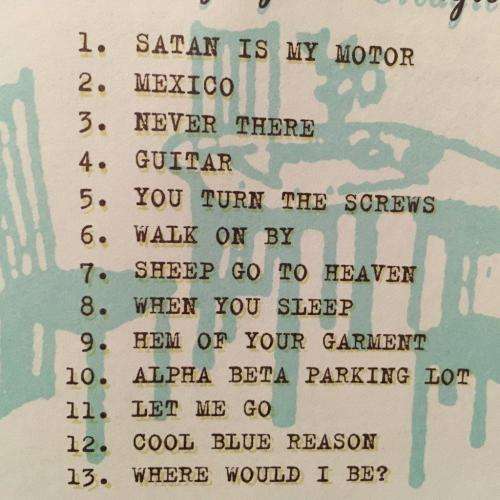 1. SATAN IS MY MOTOR
2. MEXICO
3. NEVER THERE
4. GUITAR
5. YOU TURN THE SCREWS
6. WALK ON BY
7. SHEEP GO TO HEAVEN
8. WHEN YOU SLEEP
9. HEM OF YOUR GARMENT
10. ALPHA BETA PARKING LOT
11. LET ME GO
12. COOL BLUE REASON
13. WHERE WOULD I BE?